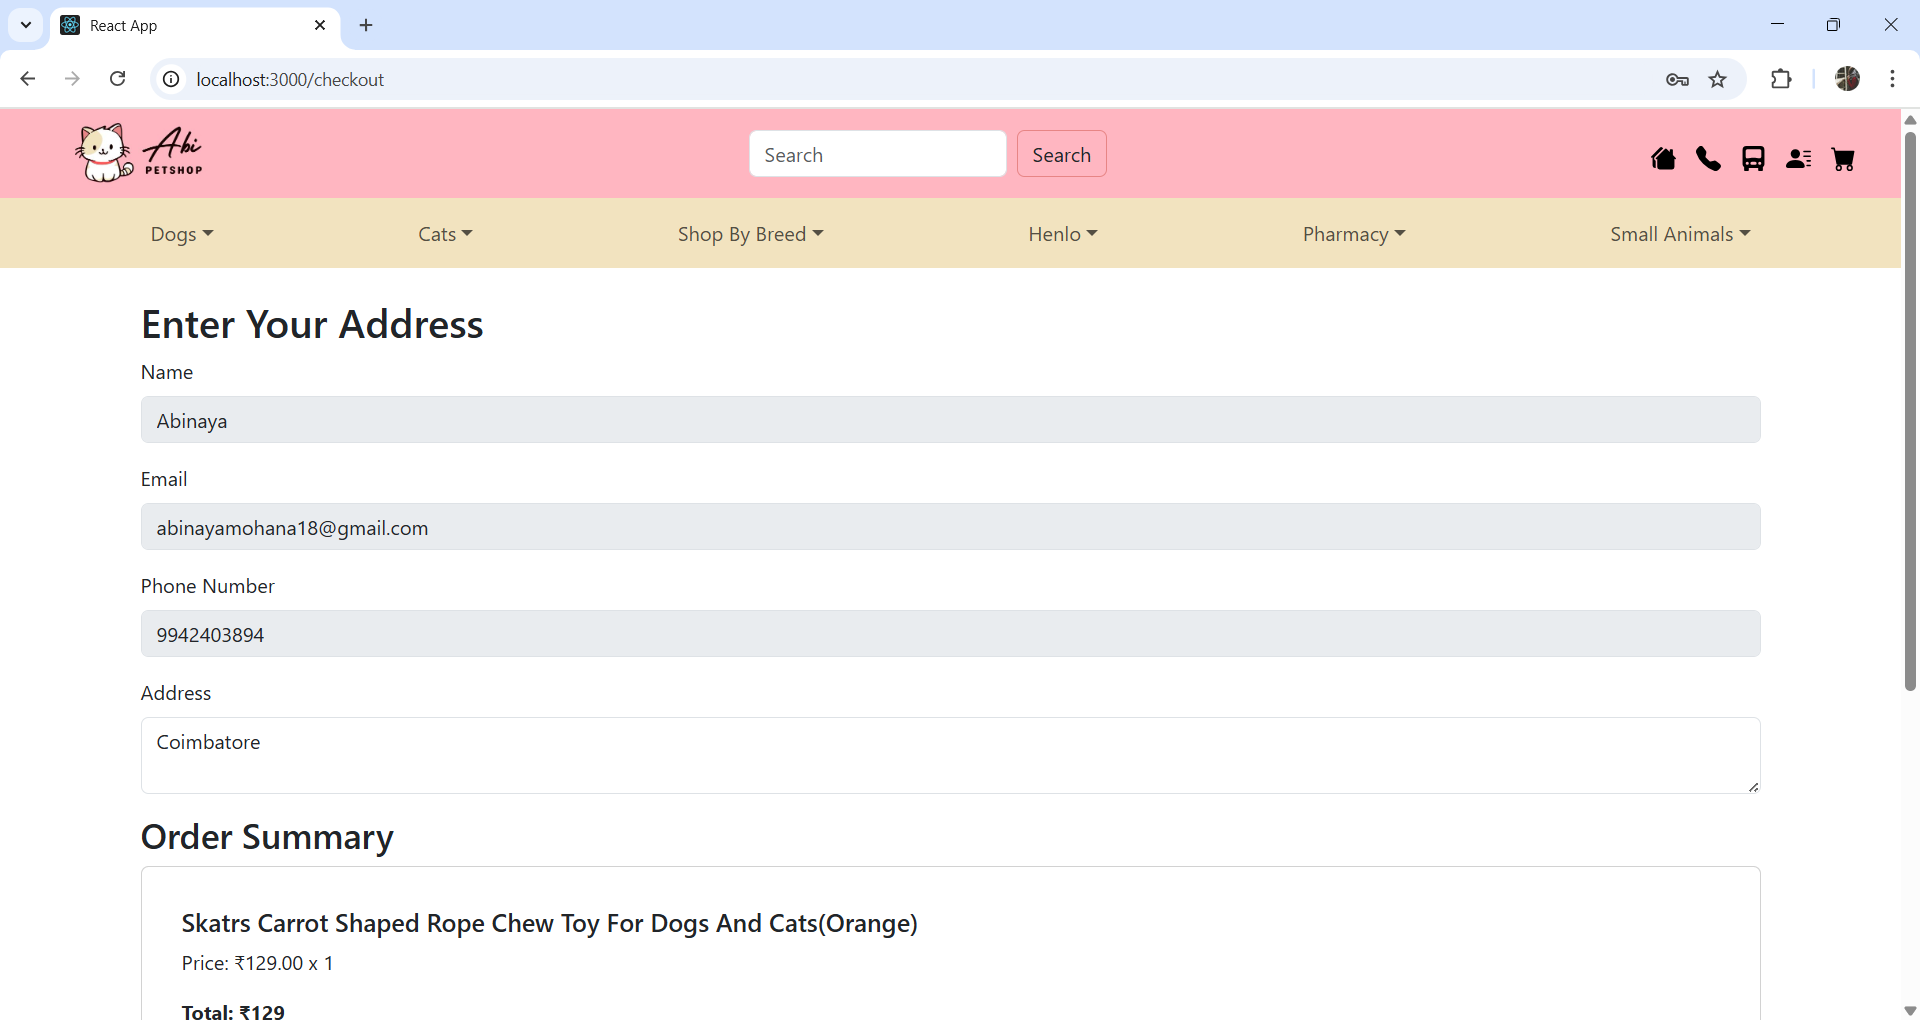 React App
localhost:3000/checkout
Abi
PETSHOP
Search
Search
Dogs
Cats
Shop By Breed
Henlo
Pharmacy
Small Animals
Enter Your Address
Name
Abinaya
Email
abinayamohana18@gmail.com
Phone Number
9942403894
Address
Coimbatore
Order Summary
Skatrs Carrot Shaped Rope Chew Toy For Dogs And Cats(Orange)
Price: ₹129.00 x 1
Total: ₹129